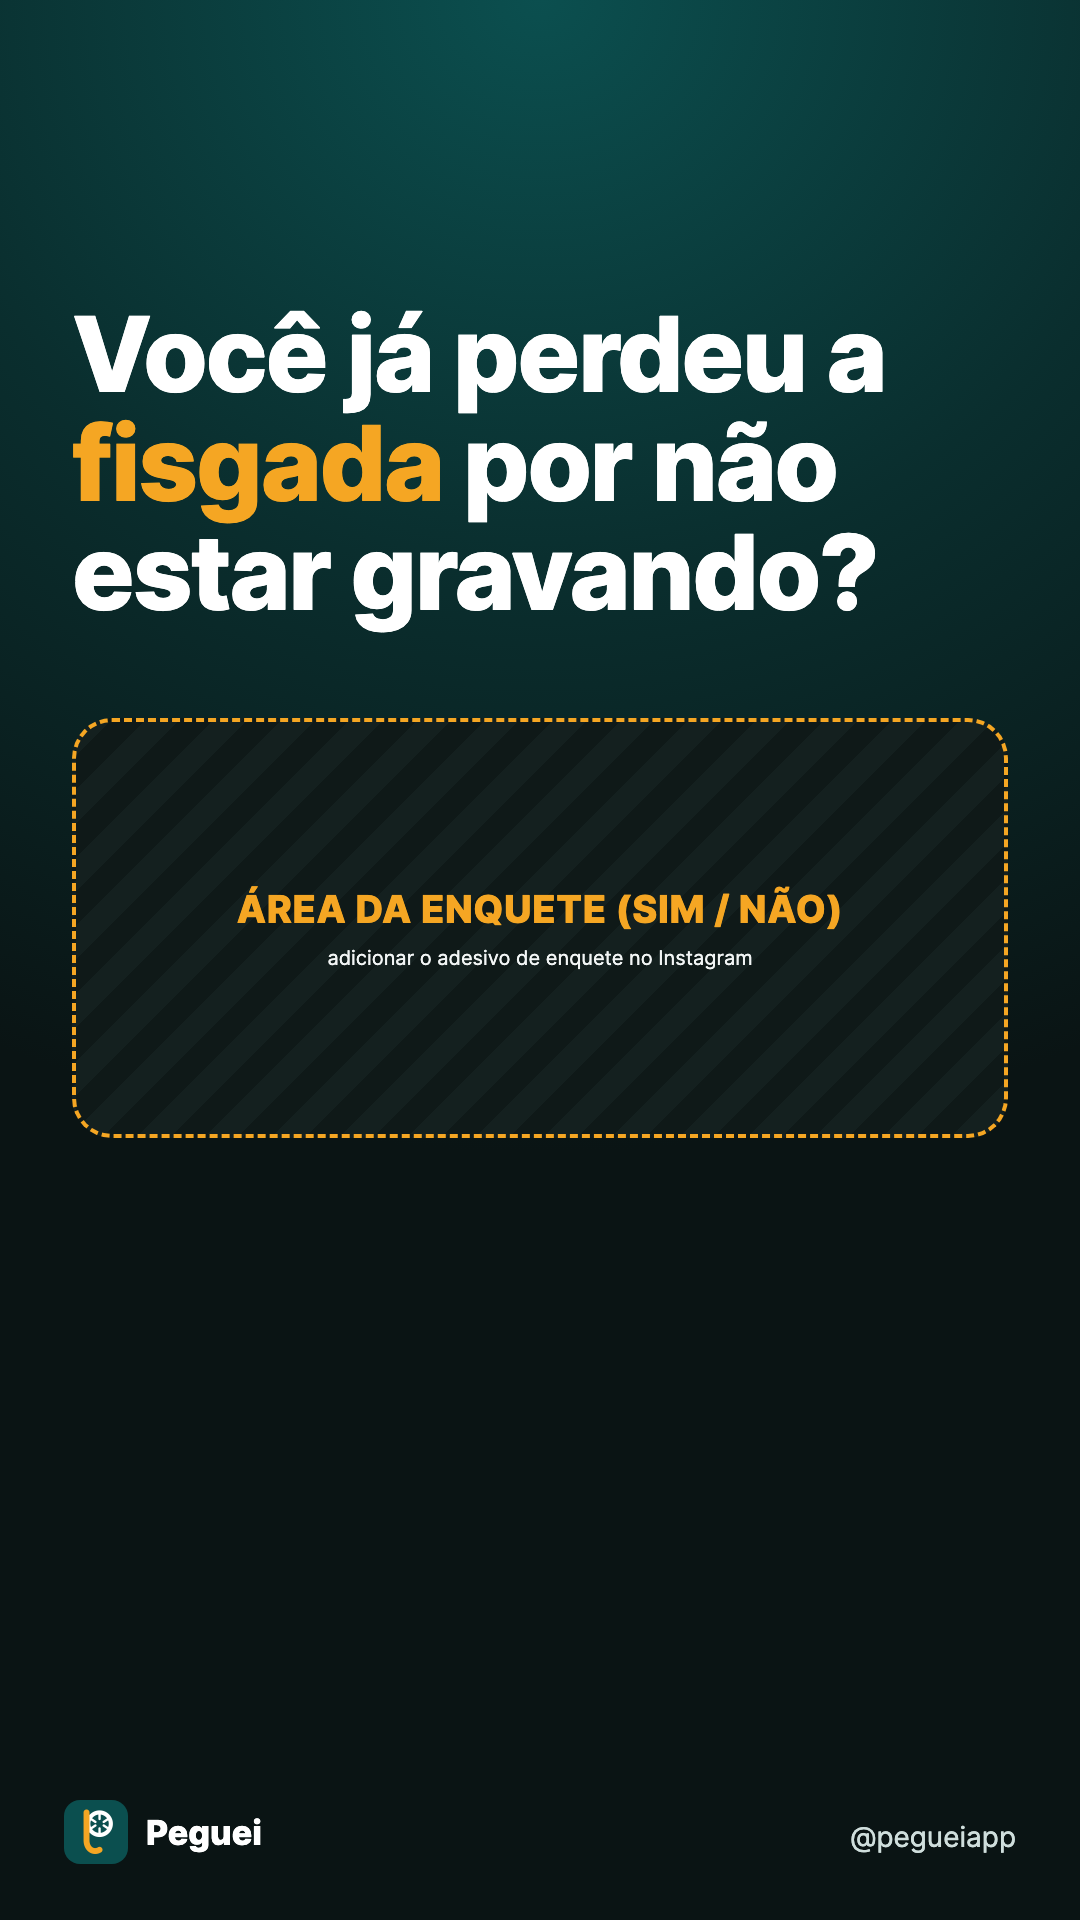 Você já perdeu a
fisgada por não
estar gravando?
ÁREA DA ENQUETE (SIM / NÃO)
adicionar o adesivo de enquete no Instagram
Peguei
@pegueiapp